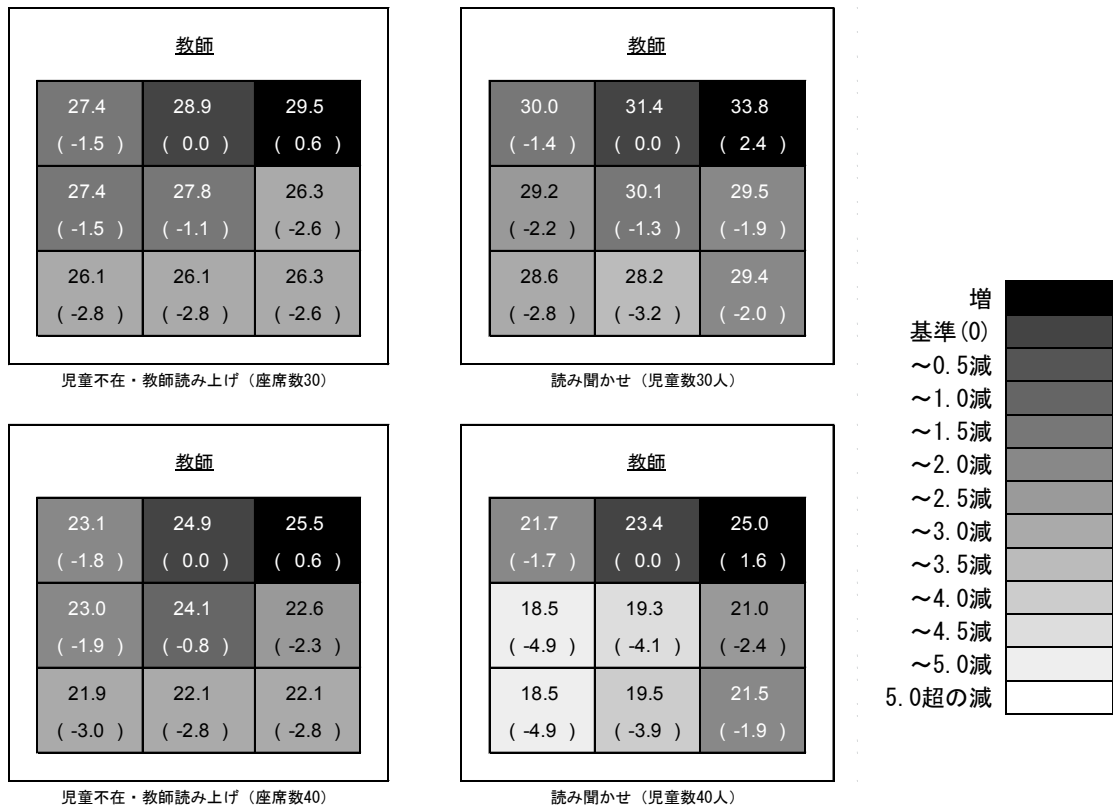 教師
27.4 28.9 29.5
( -1.5 ) ( 0.0 ) ( 0.6 )
27.4 27.8 26.3
( -1.5 ) ( -1.1 ) ( -2.6 )
26.1 26.1 26.3
( -2.8 ) ( -2.8 ) ( -2.6 )
児童不在・教師読み上げ（座席数30）
教師
30.0 31.4 33.8
( -1.4 ) ( 0.0 ) ( 2.4 )
29.2 30.1 29.5
( -2.2 ) ( -1.3 ) ( -1.9 )
28.6 28.2 29.4
( -2.8 ) ( -3.2 ) ( -2.0 )
読み聞かせ（児童数30人）
教師
23.1 24.9 25.5
( -1.8 ) ( 0.0 ) ( 0.6 )
23.0 24.1 22.6
( -1.9 ) ( -0.8 ) ( -2.3 )
21.9 22.1 22.1
( -3.0 ) ( -2.8 ) ( -2.8 )
児童不在・教師読み上げ（座席数40）
教師
21.7 23.4 25.0
( -1.7 ) ( 0.0 ) ( 1.6 )
18.5 19.3 21.0
( -4.9 ) ( -4.1 ) ( -2.4 )
18.5 19.5 21.5
( -4.9 ) ( -3.9 ) ( -1.9 )
読み聞かせ（児童数40人）
増
基準(0)
～0.5減
～1.0減
～1.5減
～2.0減
～2.5減
～3.0減
～3.5減
～4.0減
～4.5減
～5.0減
5.0超の減